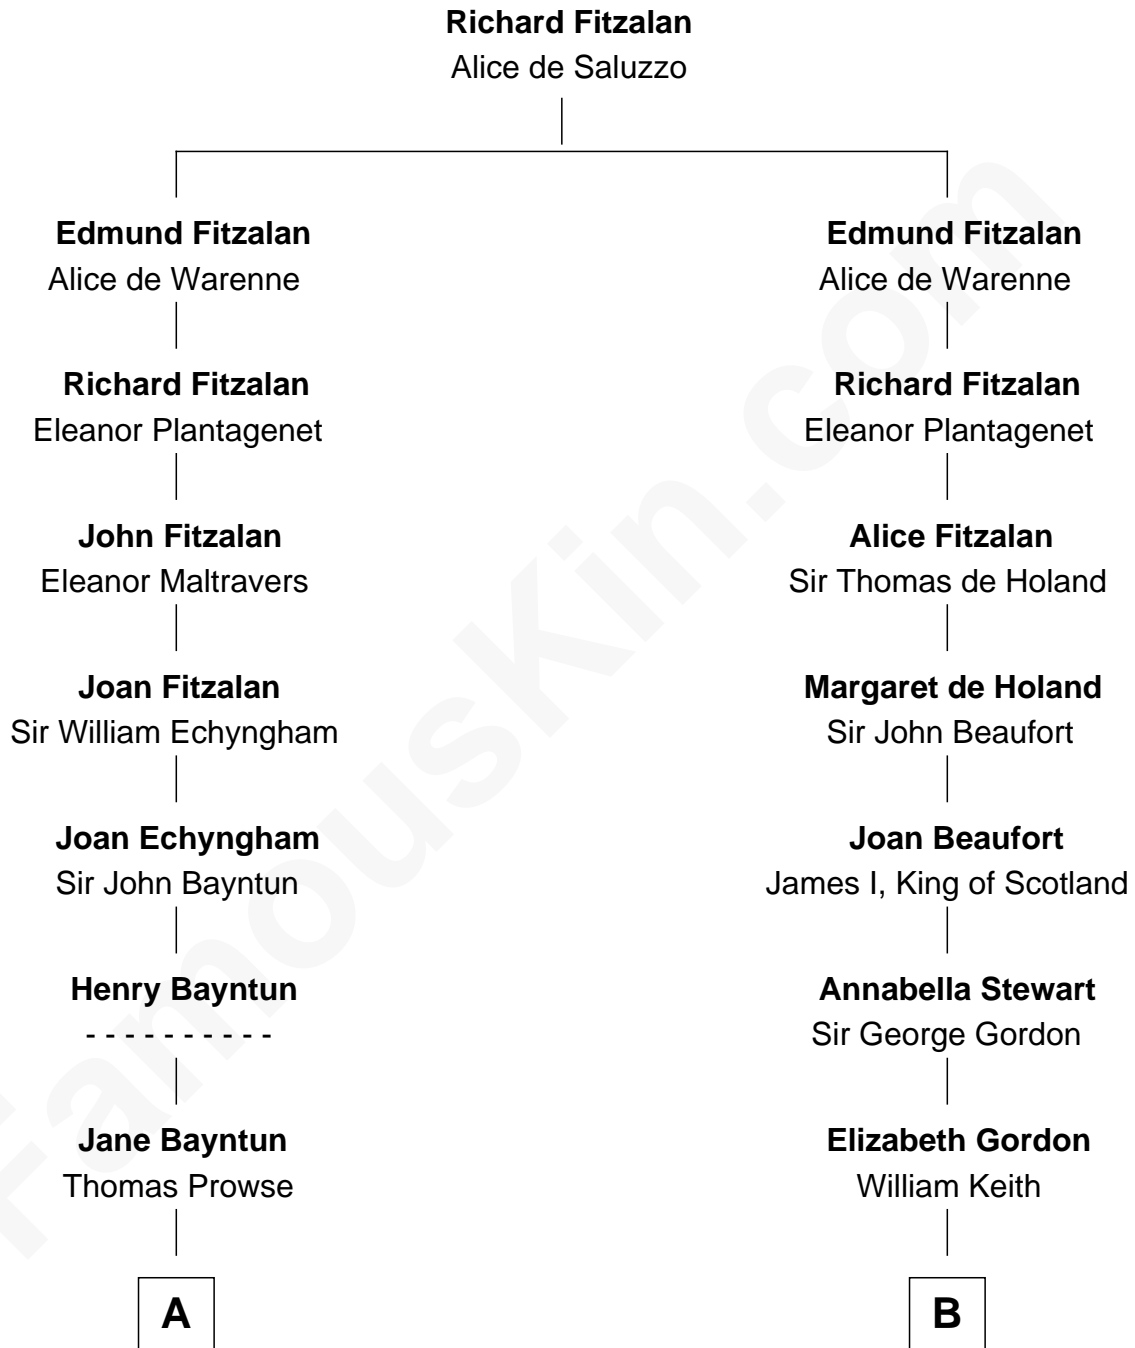 Richard Fitzalan
Alice de Saluzzo
Edmund Fitzalan
Alice de Warenne
Edmund Fitzalan
Alice de Warenne
Richard Fitzalan
Eleanor Plantagenet
Richard Fitzalan
Eleanor Plantagenet
John Fitzalan
Eleanor Maltravers
Alice Fitzalan
Sir Thomas de Holand
Joan Fitzalan
Sir William Echyngham
Margaret de Holand
Sir John Beaufort
Joan Echyngham
Sir John Bayntun
Joan Beaufort
James I, King of Scotland
Henry Bayntun
- - - - - - - - - -
Annabella Stewart
Sir George Gordon
Jane Bayntun
Thomas Prowse
Elizabeth Gordon
William Keith
A
B
FamousKin.com